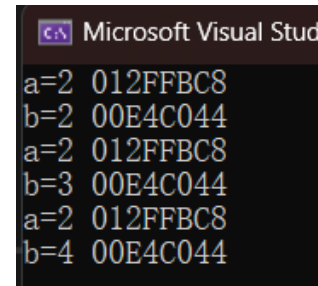 Microsoft Visual Stud
a=2 012FFBC8
b=2 00E4C044
a=2 012FFBC8
b=3 00E4C044
a=2 012FFBC8
b=4 00E4C044